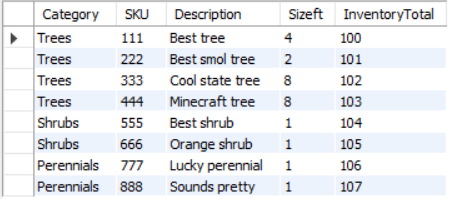 Category SKU Description Sizeft InventoryTotal
Trees 111 Best tree 4 100
Trees 222 Best smol tree 2 101
Trees 333 Cool state tree 8 102
Trees 444 Minecraft tree 8 103
Shrubs 555 Best shrub 1 104
Shrubs 666 Orange shrub 1 105
Perennials 777 Lucky perennial 1 106
Perennials 888 Sounds pretty 1 107